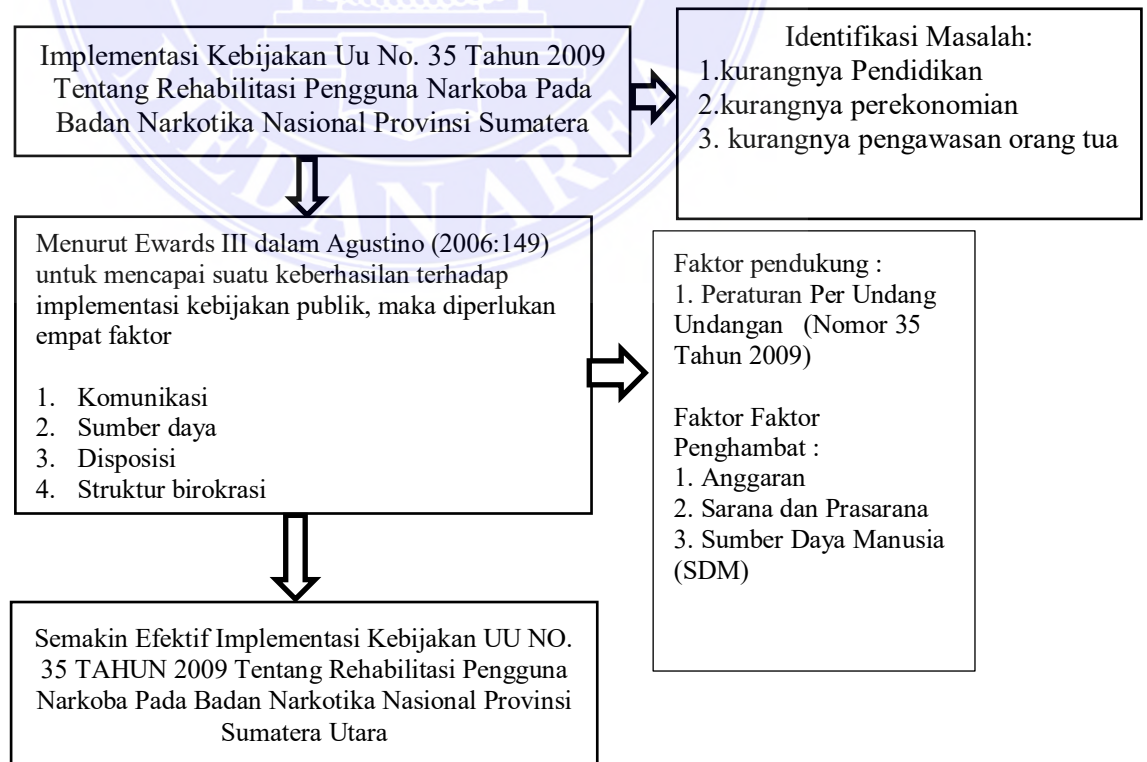 Implementasi Kebijakan Uu No. 35 Tahun 2009
Tentang Rehabilitasi Pengguna Narkoba Pada
Badan Narkotika Nasional Provinsi Sumatera
Identifikasi Masalah:
1.kurangnya Pendidikan
2.kurangnya perekonomian
3. kurangnya pengawasan orang tua
Menurut Ewards III dalam Agustino (2006:149)
untuk mencapai suatu keberhasilan terhadap
implementasi kebijakan publik, maka diperlukan
empat faktor
1. Komunikasi
2. Sumber daya
3. Disposisi
4. Struktur birokrasi
Faktor pendukung :
1. Peraturan Per Undang
Undangan (Nomor 35
Tahun 2009)
Faktor Faktor
Penghambat :
1. Anggaran
2. Sarana dan Prasarana
3. Sumber Daya Manusia
(SDM)
Semakin Efektif Implementasi Kebijakan UU NO.
35 TAHUN 2009 Tentang Rehabilitasi Pengguna
Narkoba Pada Badan Narkotika Nasional Provinsi
Sumatera Utara